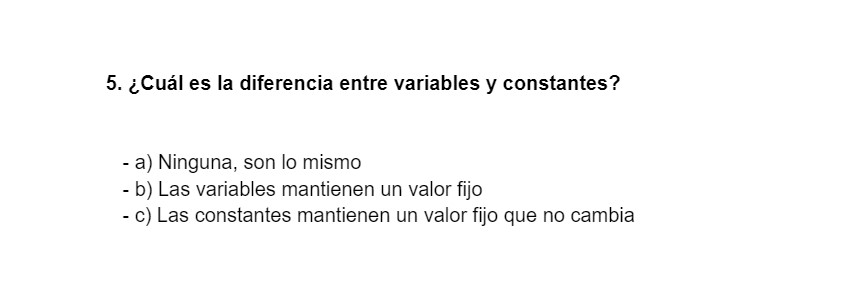 5. ¿Cuál es la diferencia entre variables y constantes?
- a) Ninguna, son lo mismo
- b) Las variables mantienen un valor fijo
- c) Las constantes mantienen un valor fijo que no cambia